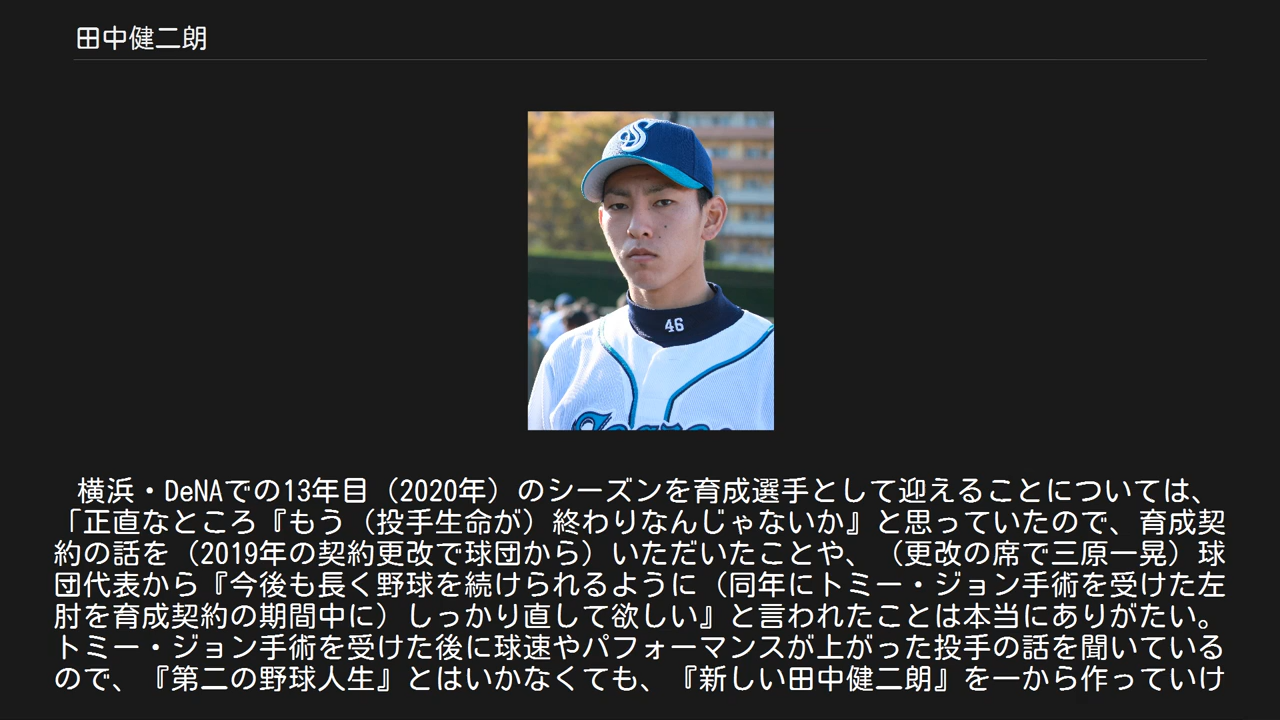 田中健二朗
46
横浜・DeNAでの13年目（2020年）のシーズンを育成選手として迎えることについては、
「正直なところ『もう（投手生命が）終わりなんじゃないか』と思っていたので、育成契
約の話を（2019年の契約更改で球団から）いただいたことや、（更改の席で三原一晃）球
団代表から『今後も長く野球を続けられるように（同年にトミー・ジョン手術を受けた左
肘を育成契約の期間中に）しっかり直して欲しい』と言われたことは本当にありがたい。
トミー・ジョン手術を受けた後に球速やパフォーマンスが上がった投手の話を聞いている
ので、『第二の野球人生』とはいかなくても、『新しい田中健二朗』を一から作っていけ